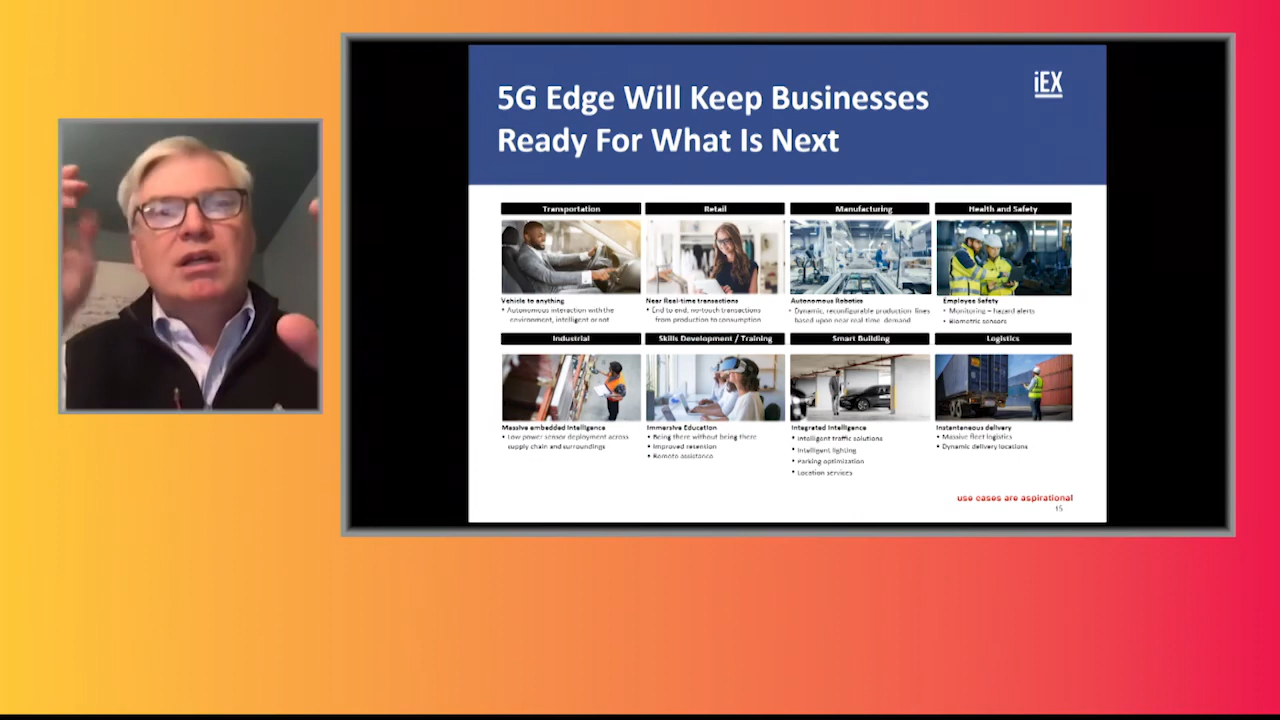 5G Edge Will Keep Businesses
Ready For What Is Next
iEX
Transportation
Vehicle to anything
• Autonomous interaction with the
environment, intelligent or not
Retail
Near Real-time transactions
• End to end, no-touch transactions
from production to consumption
Manufacturing
Autonomous Robotics
• Dynamic, reconfigurable production lines
based upon near real-time demand
Health and Safety
Employee Safety
• Monitoring – hazard alerts
• Biometric sensors
Industrial
Massive embedded Intelligence
• Low power sensor deployment across
supply chain and surroundings
Skills Development / Training
Immersive Education
• Being there without being there
• Improved retention
• Remote assistance
Smart Building
Integrated Intelligence
• Intelligent traffic solutions
• Intelligent lighting
• Parking optimization
• Location services
Logistics
Instantaneous delivery
• Massive fleet logistics
• Dynamic delivery locations
use cases are aspirational
15